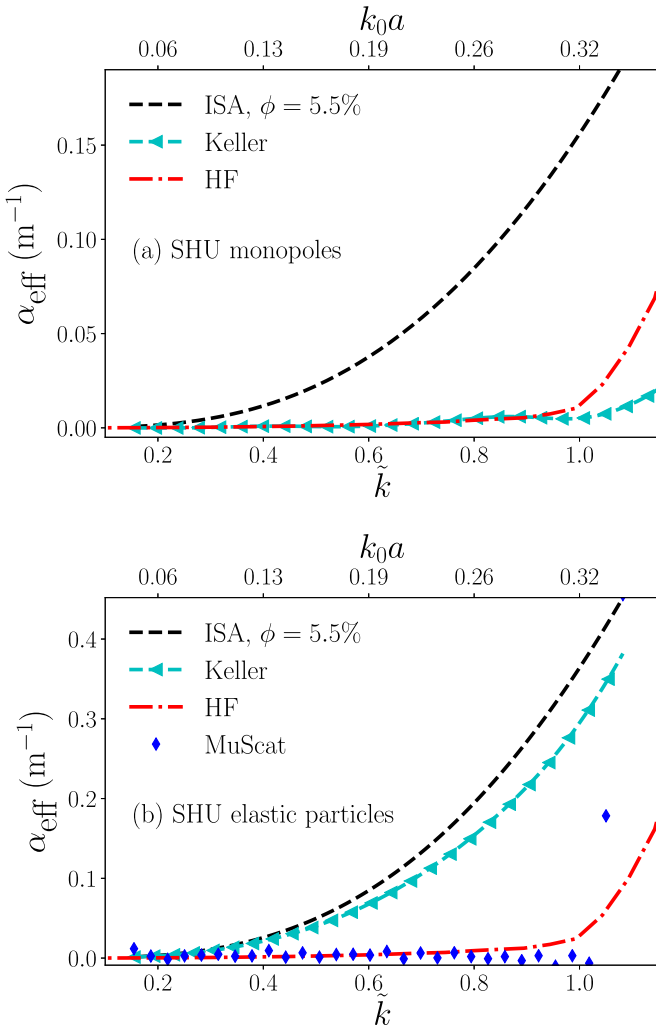 k₀a
0.06 0.13 0.19 0.26 0.32
ISA, ϕ = 5.5%
Keller
HF
(a) SHU monopoles
0.15
0.10
0.05
0.00
α_eff (m⁻¹)
0.2 0.4 0.6 0.8 1.0
k̃
k₀a
0.06 0.13 0.19 0.26 0.32
ISA, ϕ = 5.5%
Keller
HF
MuScat
(b) SHU elastic particles
0.4
0.3
0.2
0.1
0.0
α_eff (m⁻¹)
0.2 0.4 0.6 0.8 1.0
k̃